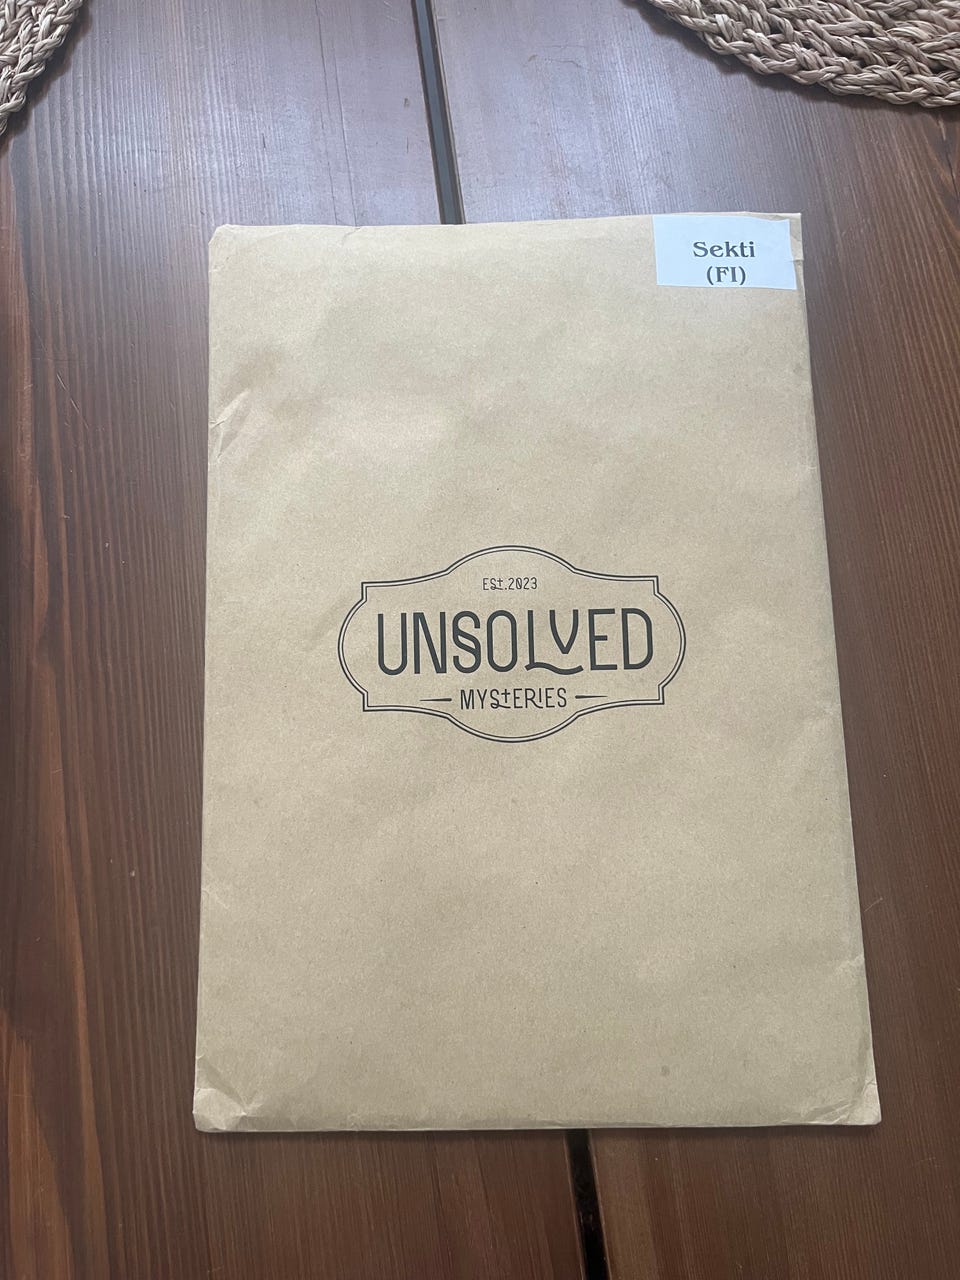 Sekti
(FI)
EST.2023
UNSOLVED
MYSTERIES